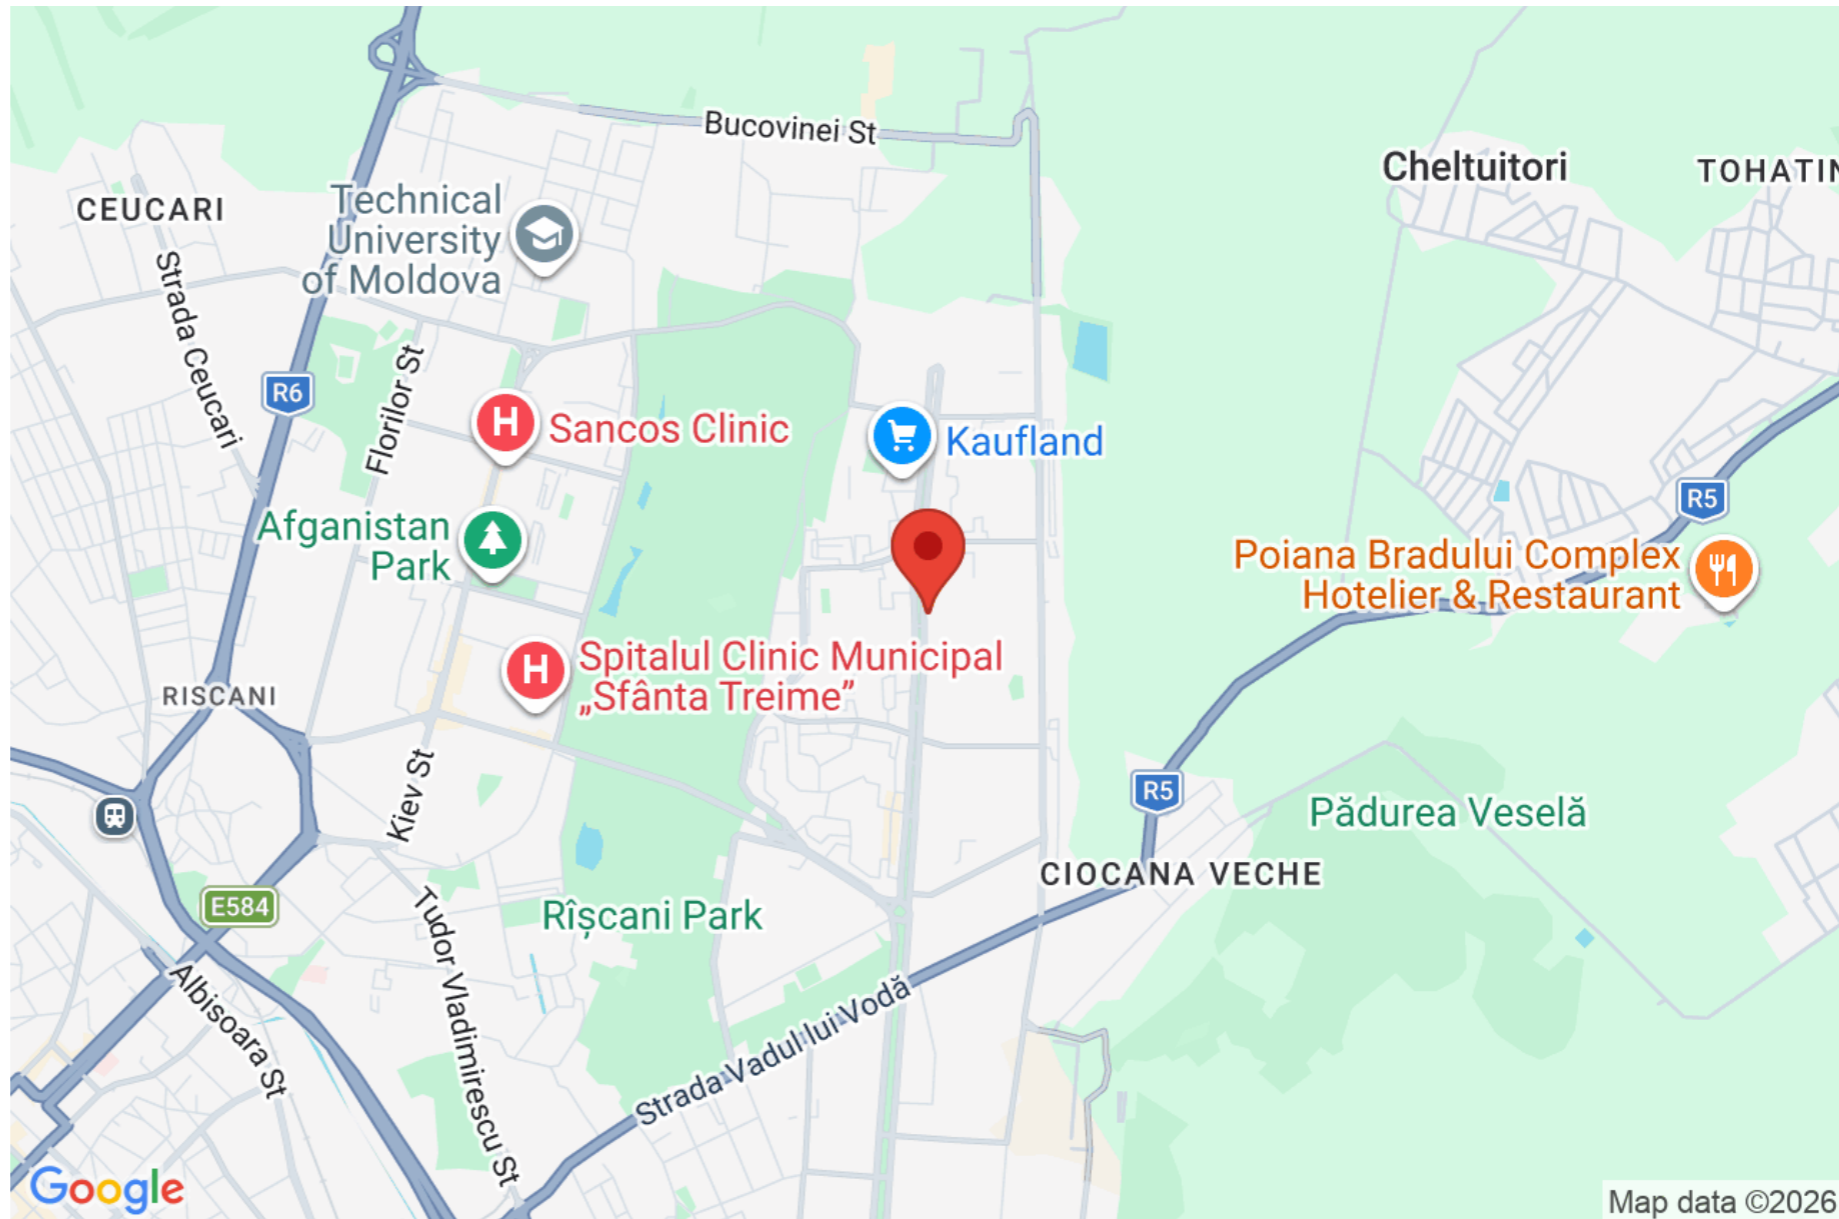 Bucovinei St
Cheltuitori
TOHATIN
CEUCARI
Technical
University
of Moldova
Strada Ceucari
Florilor St
R6
Sancos Clinic
Kaufland
R5
Afganistan
Park
Poiana Bradului Complex
Hotelier & Restaurant
Spitalul Clinic Municipal
„Sfânta Treime”
RISCANI
Kiev St
R5
Pădurea Veselă
CIOCANA VECHE
E584
Rîșcani Park
Tudor Vladimirescu St
Albisoara St
Strada Vadul lui Vodă
Google
Map data ©2026